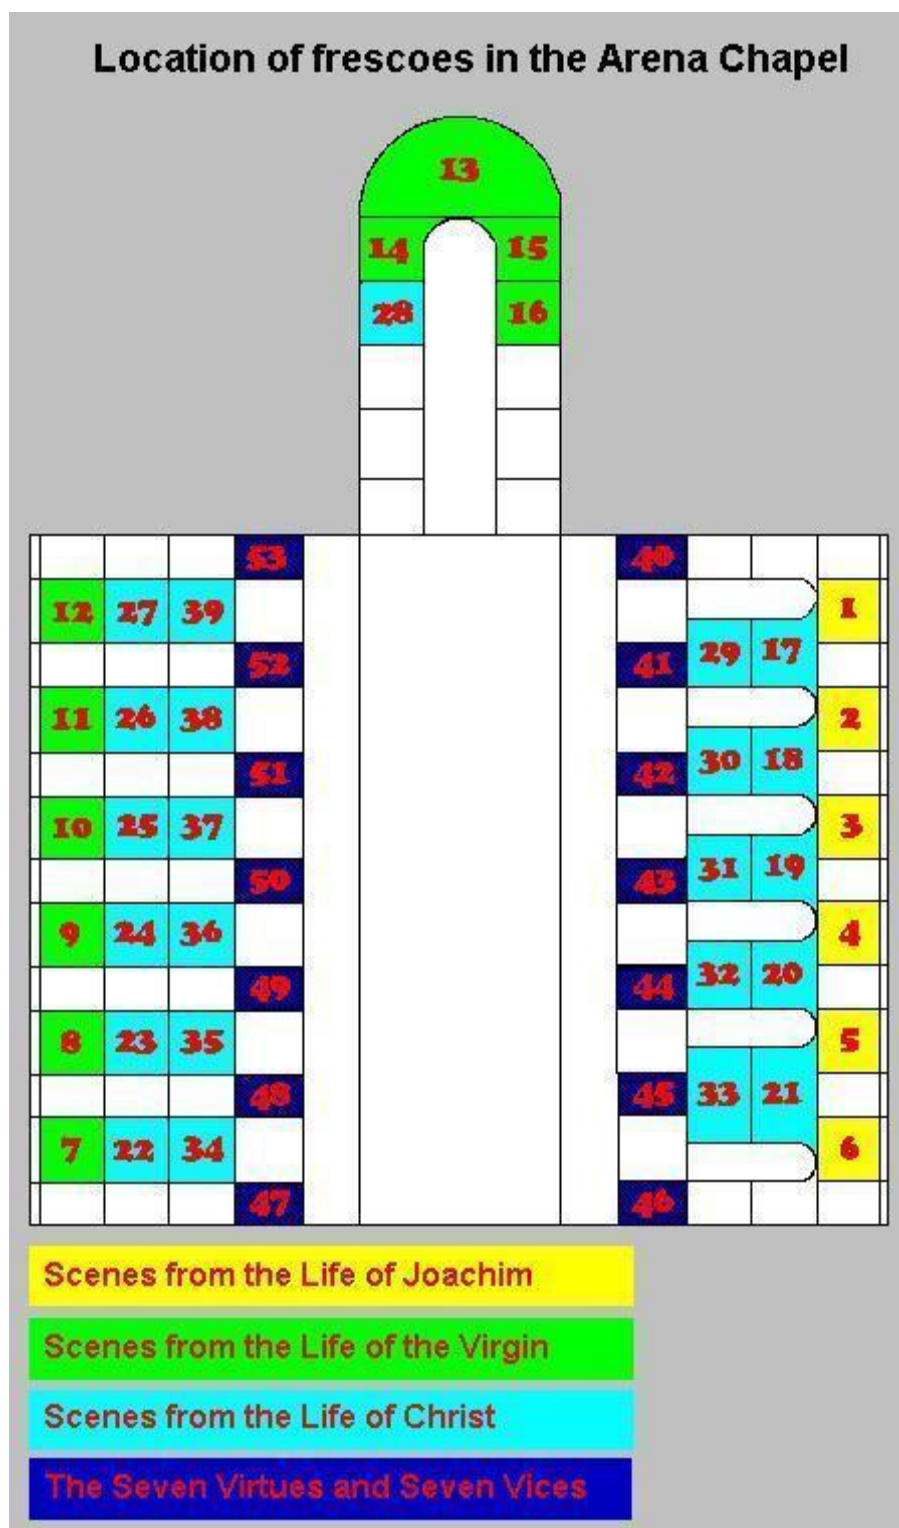 Location of frescoes in the Arena Chapel
13
14 15
28 16
53 40
12 27 39 1
52 41 29 17
11 26 38 2
51 42 30 18
10 25 37 3
50 43 31 19
9 24 36 4
49 44 32 20
8 23 35 5
48 45 33 21
7 22 34 6
47 46
Scenes from the Life of Joachim
Scenes from the Life of the Virgin
Scenes from the Life of Christ
The Seven Virtues and Seven Vices